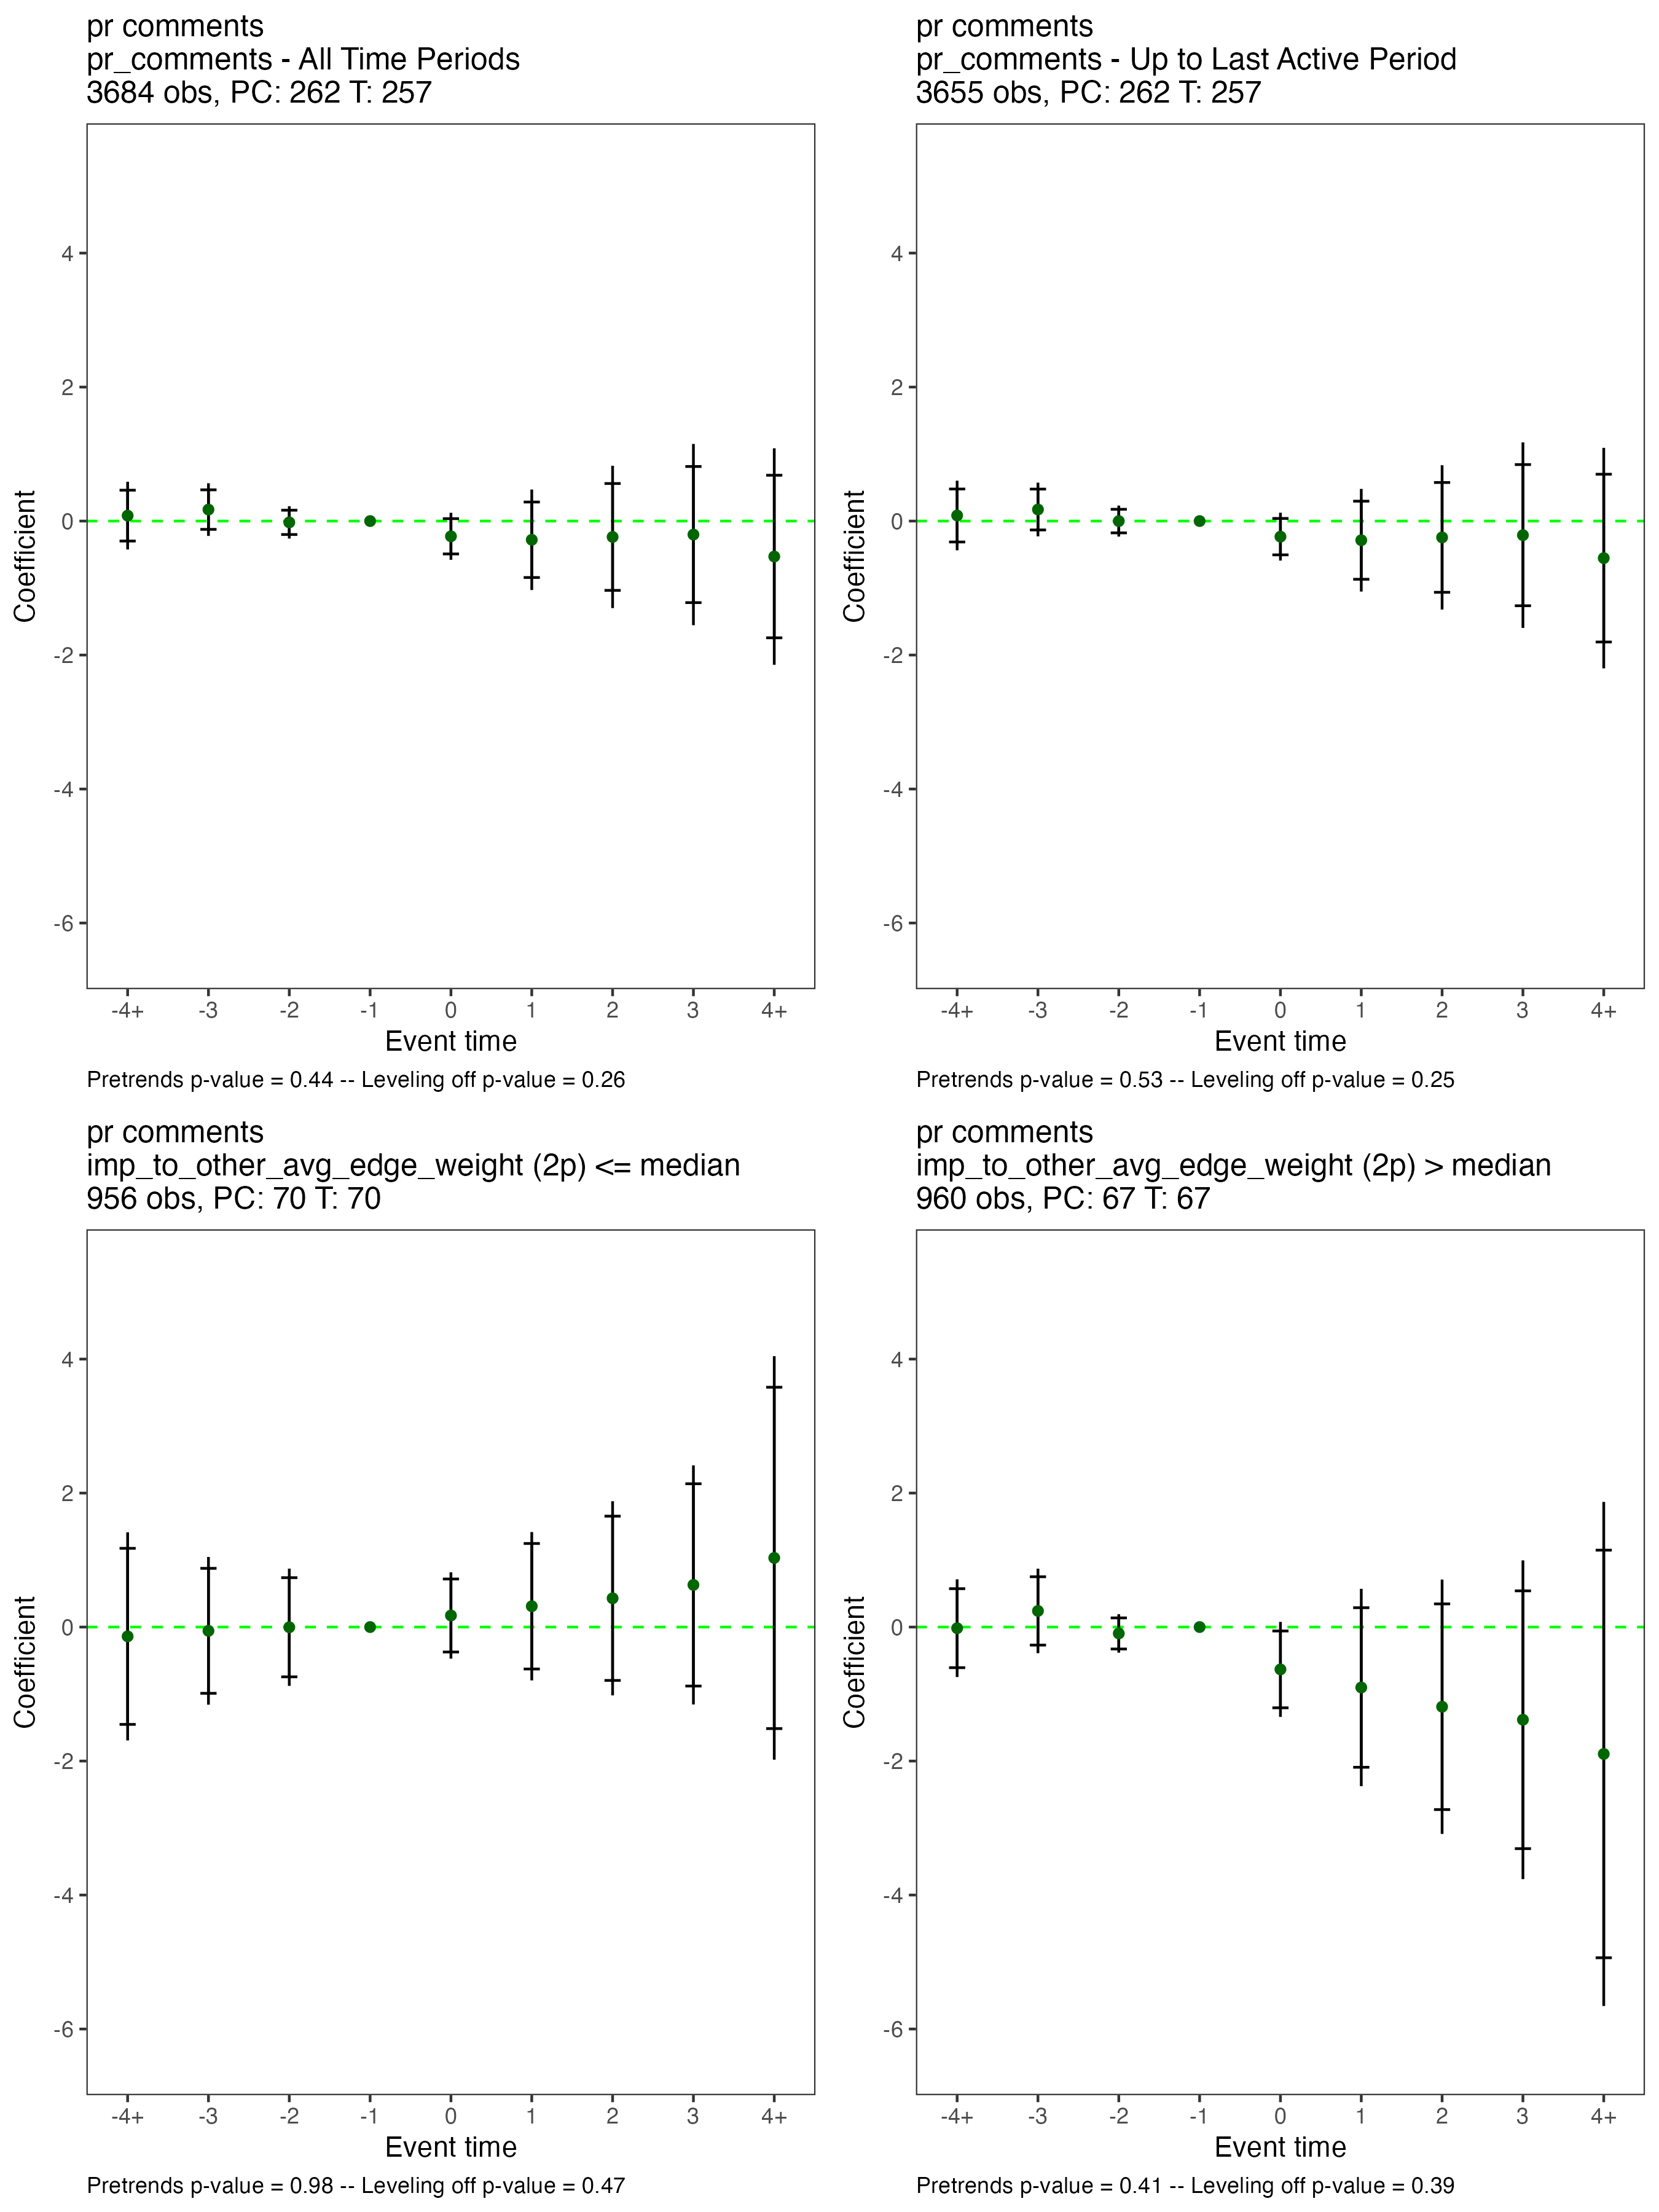 pr comments
pr_comments - All Time Periods
3684 obs, PC: 262 T: 257
4
2
0
-2
-4
-6
Coefficient
-4+ -3 -2 -1 0 1 2 3 4+
Event time
Pretrends p-value = 0.44 -- Leveling off p-value = 0.26
pr comments
pr_comments - Up to Last Active Period
3655 obs, PC: 262 T: 257
4
2
0
-2
-4
-6
Coefficient
-4+ -3 -2 -1 0 1 2 3 4+
Event time
Pretrends p-value = 0.53 -- Leveling off p-value = 0.25
pr comments
imp_to_other_avg_edge_weight (2p) <= median
956 obs, PC: 70 T: 70
4
2
0
-2
-4
-6
Coefficient
-4+ -3 -2 -1 0 1 2 3 4+
Event time
Pretrends p-value = 0.98 -- Leveling off p-value = 0.47
pr comments
imp_to_other_avg_edge_weight (2p) > median
960 obs, PC: 67 T: 67
4
2
0
-2
-4
-6
Coefficient
-4+ -3 -2 -1 0 1 2 3 4+
Event time
Pretrends p-value = 0.41 -- Leveling off p-value = 0.39